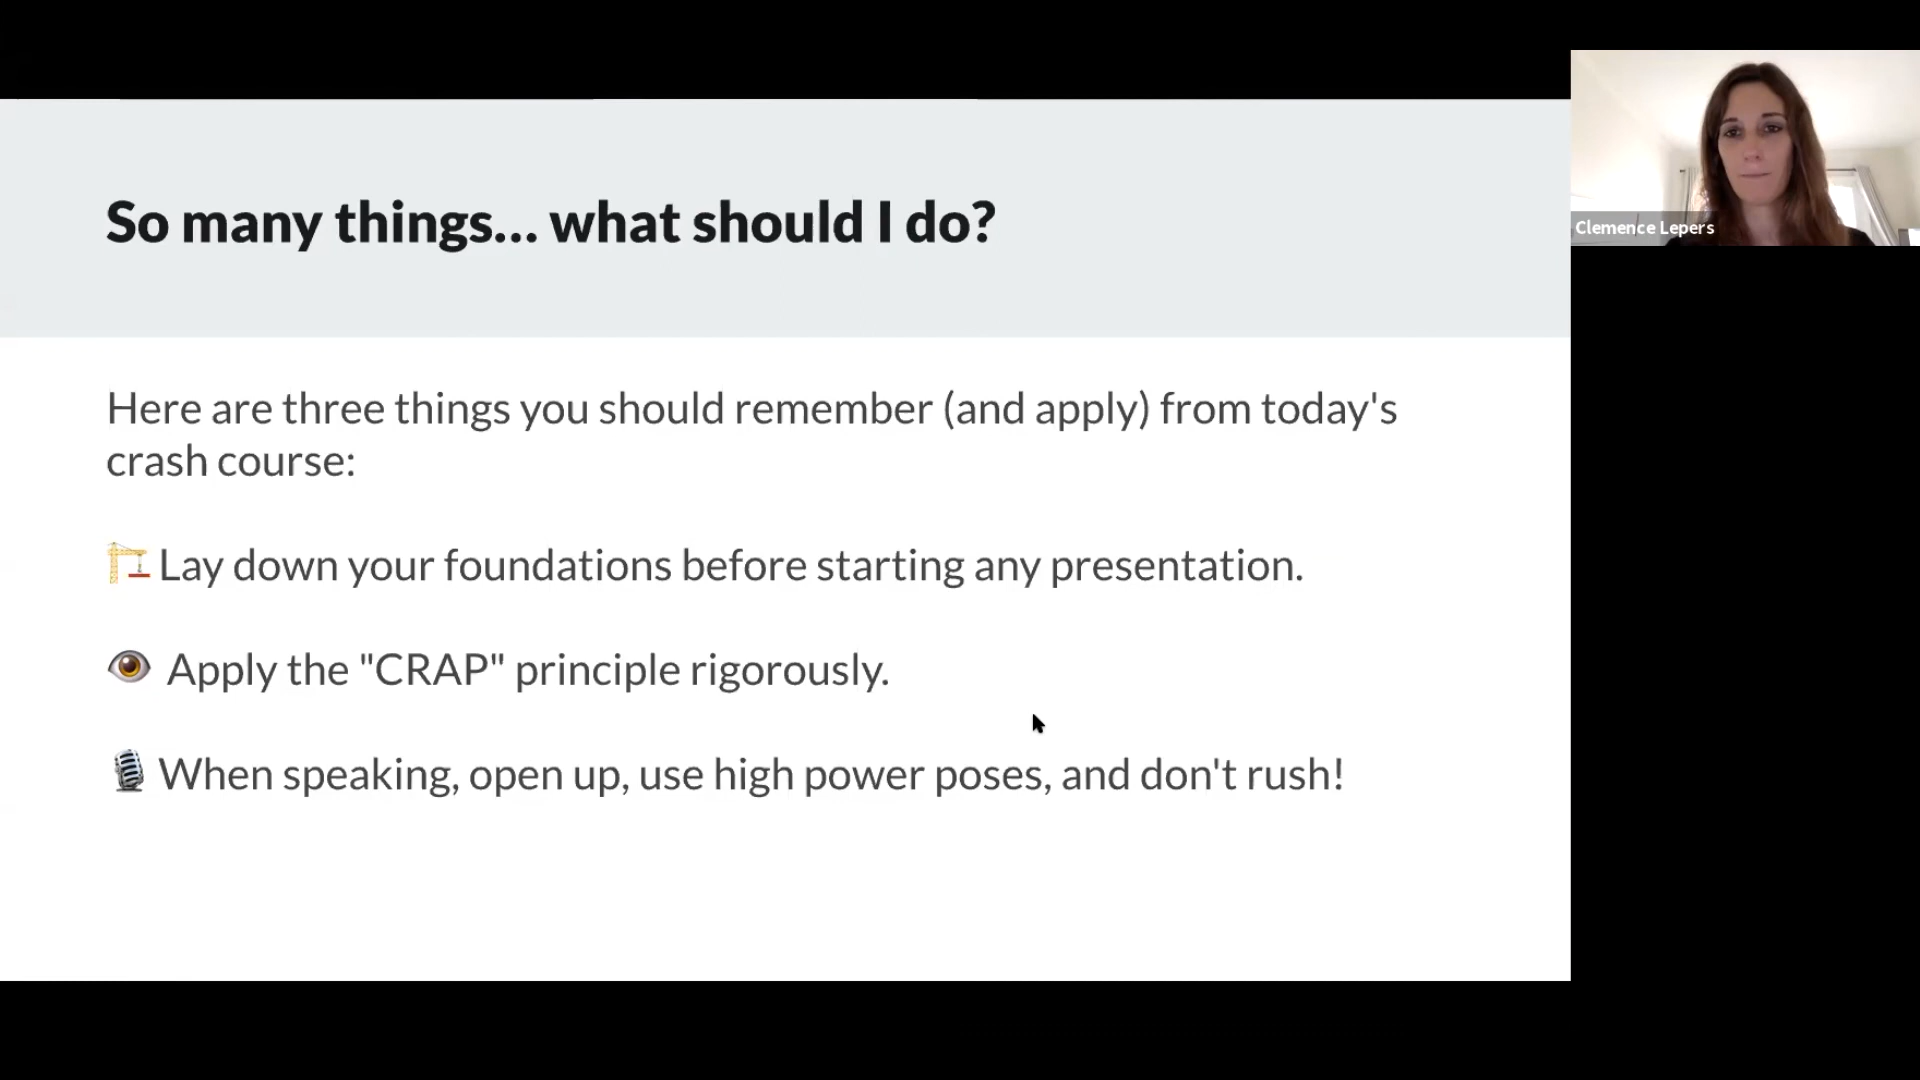 So many things... what should I do?
Here are three things you should remember (and apply) from today's
crash course:
Lay down your foundations before starting any presentation.
Apply the "CRAP" principle rigorously.
When speaking, open up, use high power poses, and don't rush!
Clemence Lepers